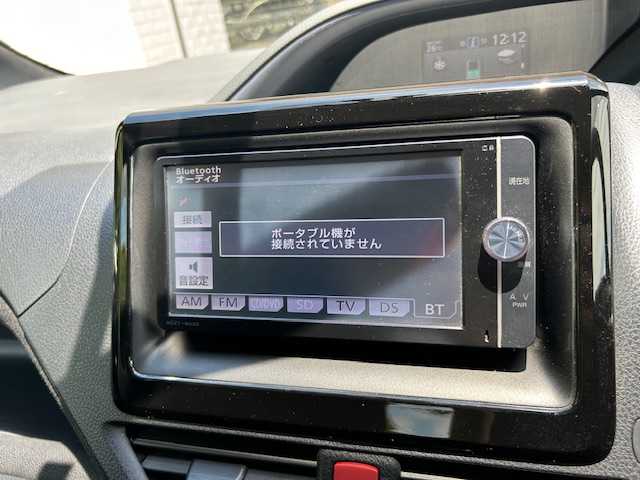 12:12
Bluetooth
オーディオ
現在地
接続
ポータブル機が
接続されていません
音設定
AM FM SD TV DS BT
A V
PWR